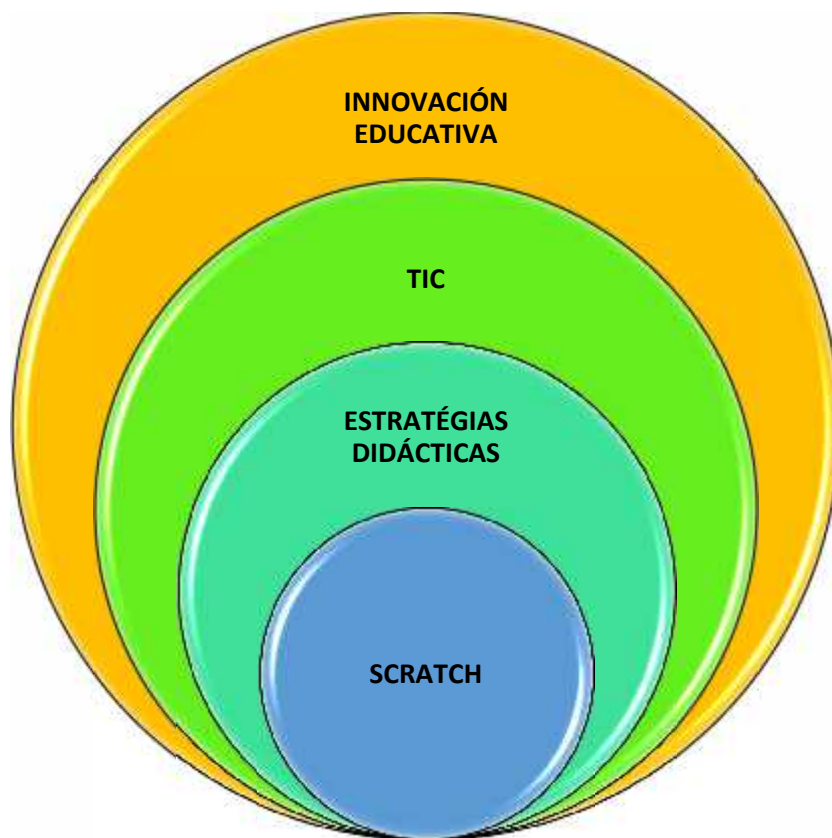 INNOVACIÓN
EDUCATIVA
TIC
ESTRATÉGIAS
DIDÁCTICAS
SCRATCH